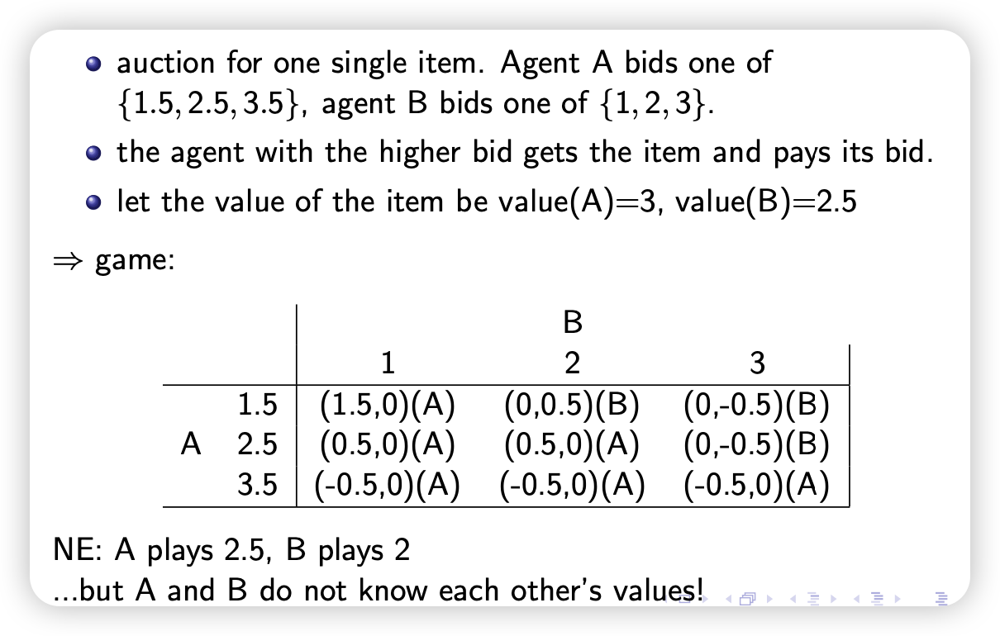 auction for one single item. Agent A bids one of
{1.5, 2.5, 3.5}, agent B bids one of {1, 2, 3}.
the agent with the higher bid gets the item and pays its bid.
let the value of the item be value(A)=3, value(B)=2.5
⇒ game:
B
1 2 3
1.5 (1.5,0)(A) (0,0.5)(B) (0,-0.5)(B)
A 2.5 (0.5,0)(A) (0.5,0)(A) (0,-0.5)(B)
3.5 (-0.5,0)(A) (-0.5,0)(A) (-0.5,0)(A)
NE: A plays 2.5, B plays 2
...but A and B do not know each other's values!